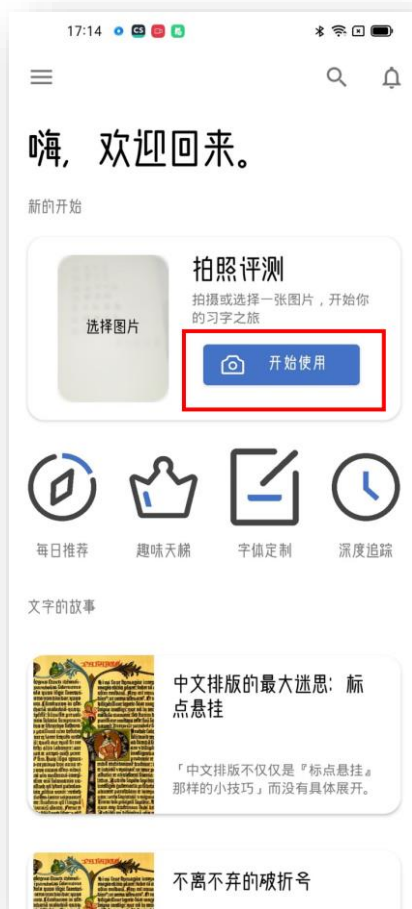 17:14
嗨，欢迎回来。
新的开始
选择图片
拍照评测
拍摄或选择一张图片，开始你
的习字之旅
开始使用
每日推荐 趣味天梯 字体定制 深度追踪
文字的故事
中文排版的最大迷思：标
点悬挂
「中文排版不仅仅是『标点悬挂』
那样的小技巧」而没有具体展开。
不离不弃的破折号